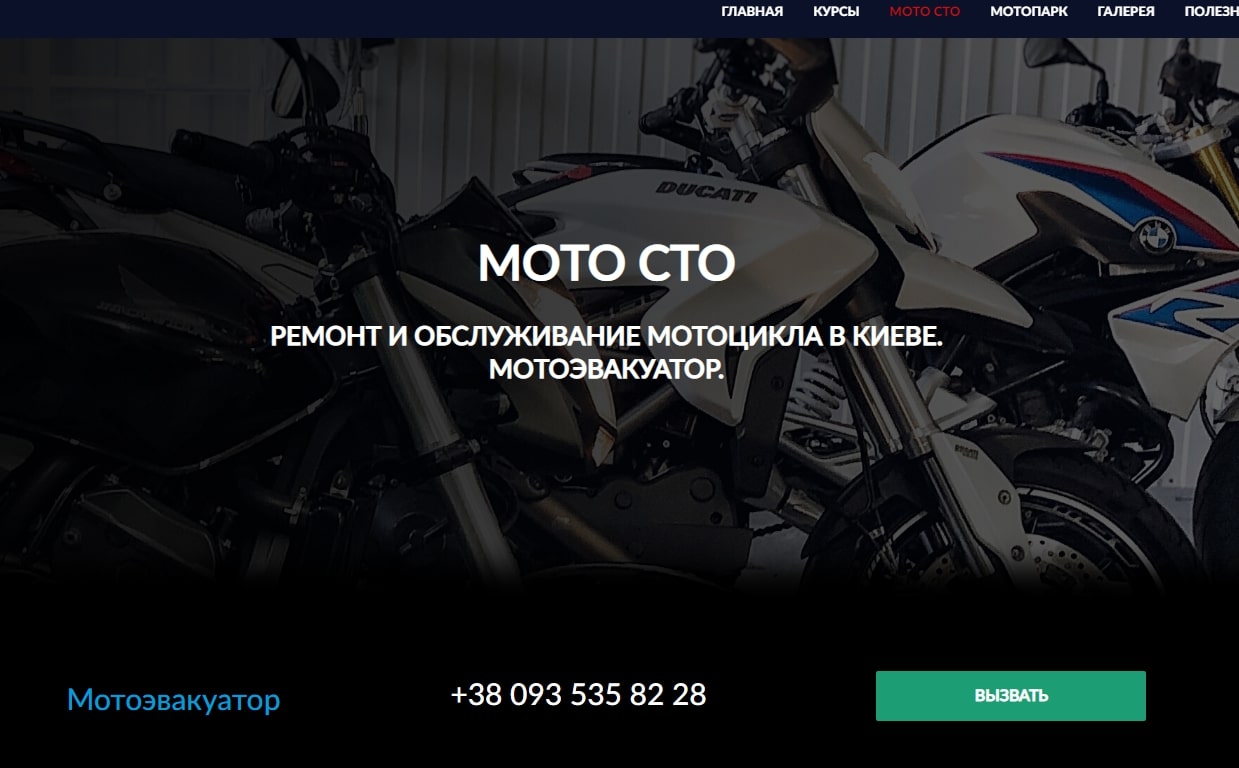 ГЛАВНАЯ КУРСЫ МОТО СТО МОТОПАРК ГАЛЕРЕЯ ПОЛЕЗН
DUCATI
BMW
МОТО СТО
РЕМОНТ И ОБСЛУЖИВАНИЕ МОТОЦИКЛА В КИЕВЕ.
МОТОЭВАКУАТОР.
Мотоэвакуатор
+38 093 535 82 28
ВЫЗВАТЬ